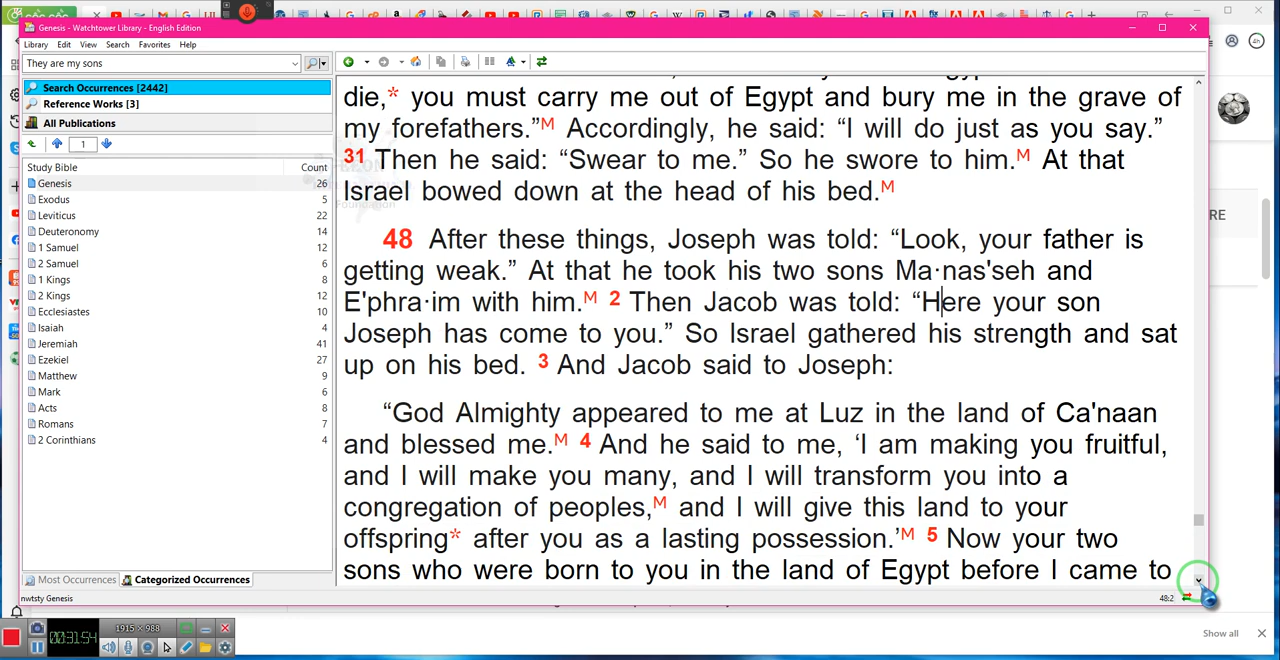 Genesis - Watchtower Library - English Edition
Library Edit View Search Favorites Help
They are my sons
Search Occurrences [2442]
Reference Works [3]
All Publications
1
Study Bible Count
Genesis 26
Exodus 5
Leviticus 22
Deuteronomy 14
1 Samuel 12
2 Samuel 6
1 Kings 8
2 Kings 12
Ecclesiastes 10
Isaiah 4
Jeremiah 41
Ezekiel 27
Matthew 9
Mark 6
Acts 8
Romans 7
2 Corinthians 4
Most Occurrences Categorized Occurrences
nwtsty Genesis
die,* you must carry me out of Egypt and bury me in the grave of
my forefathers.”M Accordingly, he said: “I will do just as you say.”
31 Then he said: “Swear to me.” So he swore to him.M At that
Israel bowed down at the head of his bed.M
48 After these things, Joseph was told: “Look, your father is
getting weak.” At that he took his two sons Ma·nas'seh and
E'phra·im with him.M 2 Then Jacob was told: “Here your son
Joseph has come to you.” So Israel gathered his strength and sat
up on his bed. 3 And Jacob said to Joseph:
“God Almighty appeared to me at Luz in the land of Ca'naan
and blessed me.M 4 And he said to me, ‘I am making you fruitful,
and I will make you many, and I will transform you into a
congregation of peoples,M and I will give this land to your
offspring* after you as a lasting possession.’M 5 Now your two
sons who were born to you in the land of Egypt before I came to
48:2
RE
Show all
1915 × 988
00:31:54